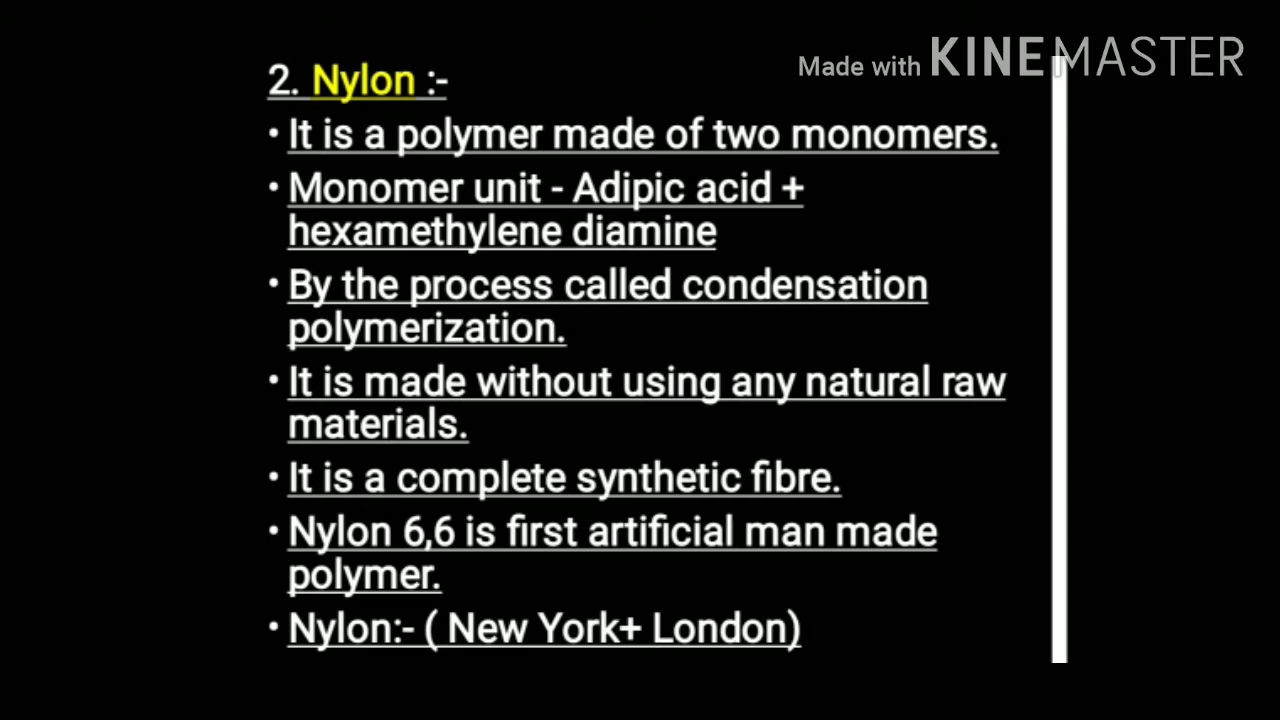 Made with KINEMASTER
2. Nylon :-
• It is a polymer made of two monomers.
• Monomer unit - Adipic acid +
hexamethylene diamine
• By the process called condensation
polymerization.
• It is made without using any natural raw
materials.
• It is a complete synthetic fibre.
• Nylon 6,6 is first artificial man made
polymer.
• Nylon:- ( New York+ London)